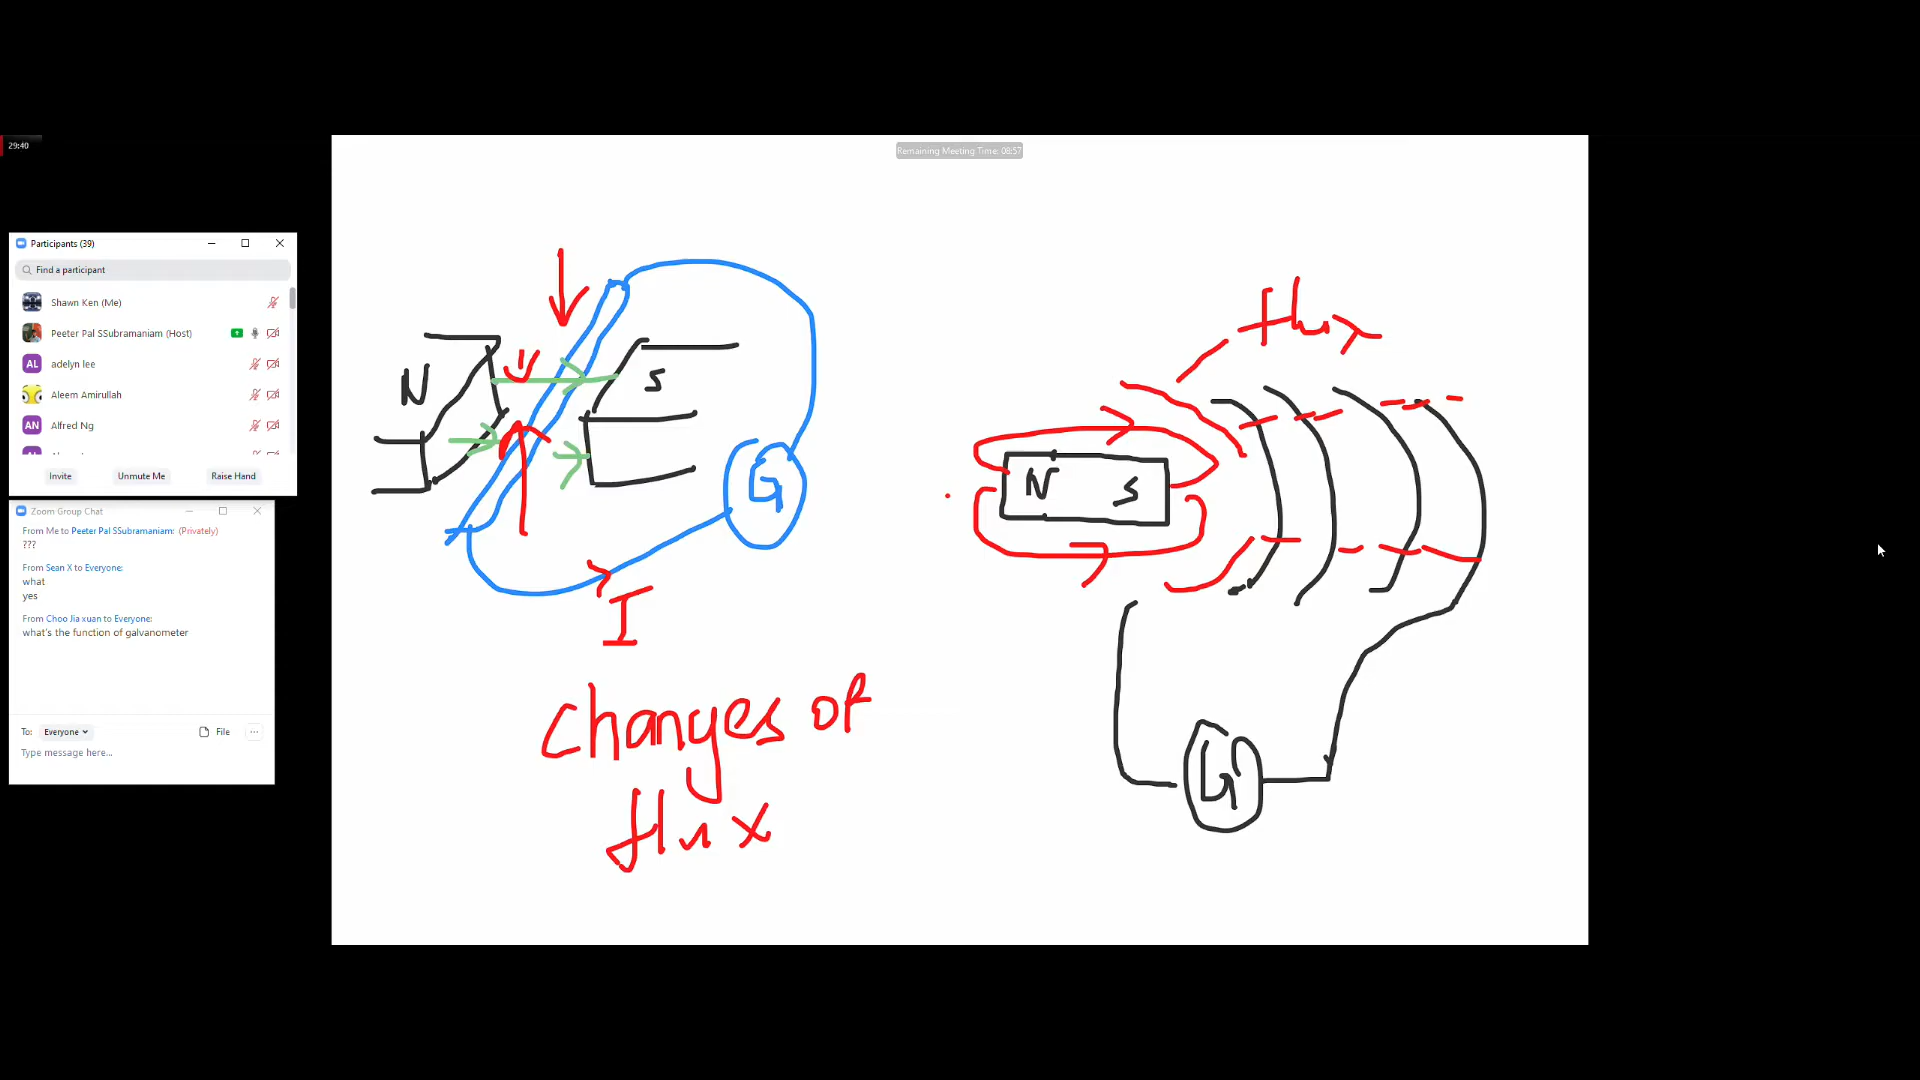 29:40
Remaining Meeting Time: 08:57
Participants (39)
Find a participant
Shawn Ken (Me)
Peeter Pal SSubramaniam (Host)
AL adelyn lee
Aleem Amirullah
AN Alfred Ng
Invite Unmute Me Raise Hand
Zoom Group Chat
From Me to Peeter Pal SSubramaniam: (Privately)
???
From Sean X to Everyone:
what
yes
From Choo Jia xuan to Everyone:
what's the function of galvanometer
To: Everyone File ...
Type message here...
N
S
G
I
changes of
flux
flux
N S
G